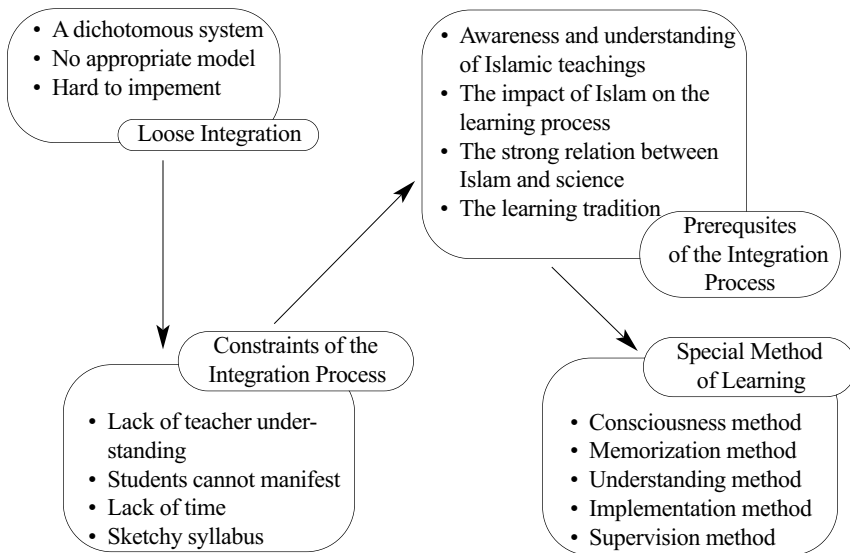 • A dichotomous system
• No appropriate model
• Hard to impement
Loose Integration
Constraints of the
Integration Process
• Lack of teacher under-
standing
• Students cannot manifest
• Lack of time
• Sketchy syllabus
• Awareness and understanding
of Islamic teachings
• The impact of Islam on the
learning process
• The strong relation between
Islam and science
• The learning tradition
Prerequsites
of the Integration
Process
Special Method
of Learning
• Consciousness method
• Memorization method
• Understanding method
• Implementation method
• Supervision method